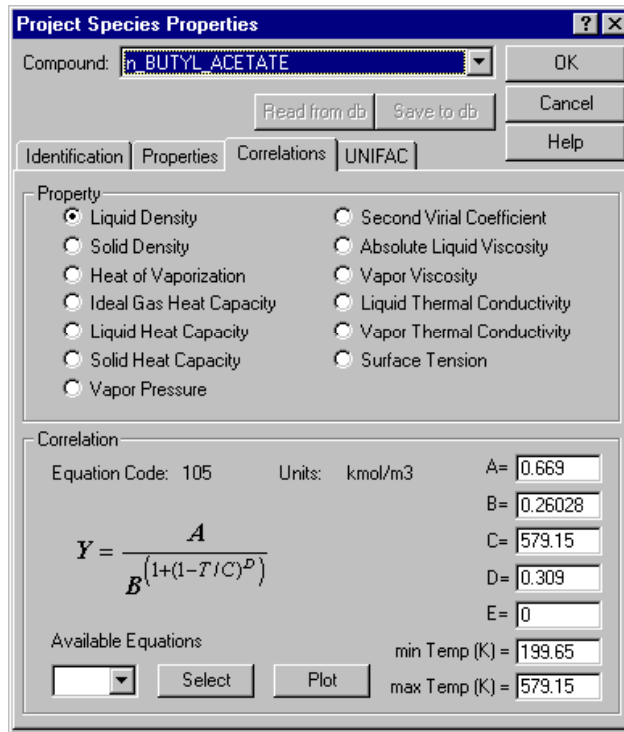 Project Species Properties ? ×
Compound: n_BUTYL_ACETATE
OK
Read from db Save to db
Cancel
Help
Identification Properties Correlations UNIFAC
Property
Liquid Density
Solid Density
Heat of Vaporization
Ideal Gas Heat Capacity
Liquid Heat Capacity
Solid Heat Capacity
Vapor Pressure
Second Virial Coefficient
Absolute Liquid Viscosity
Vapor Viscosity
Liquid Thermal Conductivity
Vapor Thermal Conductivity
Surface Tension
Correlation
Equation Code: 105 Units: kmol/m3
Y = A / B^(1+(1-T/C)^D)
Available Equations
Select Plot
A= 0.669
B= 0.26028
C= 579.15
D= 0.309
E= 0
min Temp (K) = 199.65
max Temp (K) = 579.15